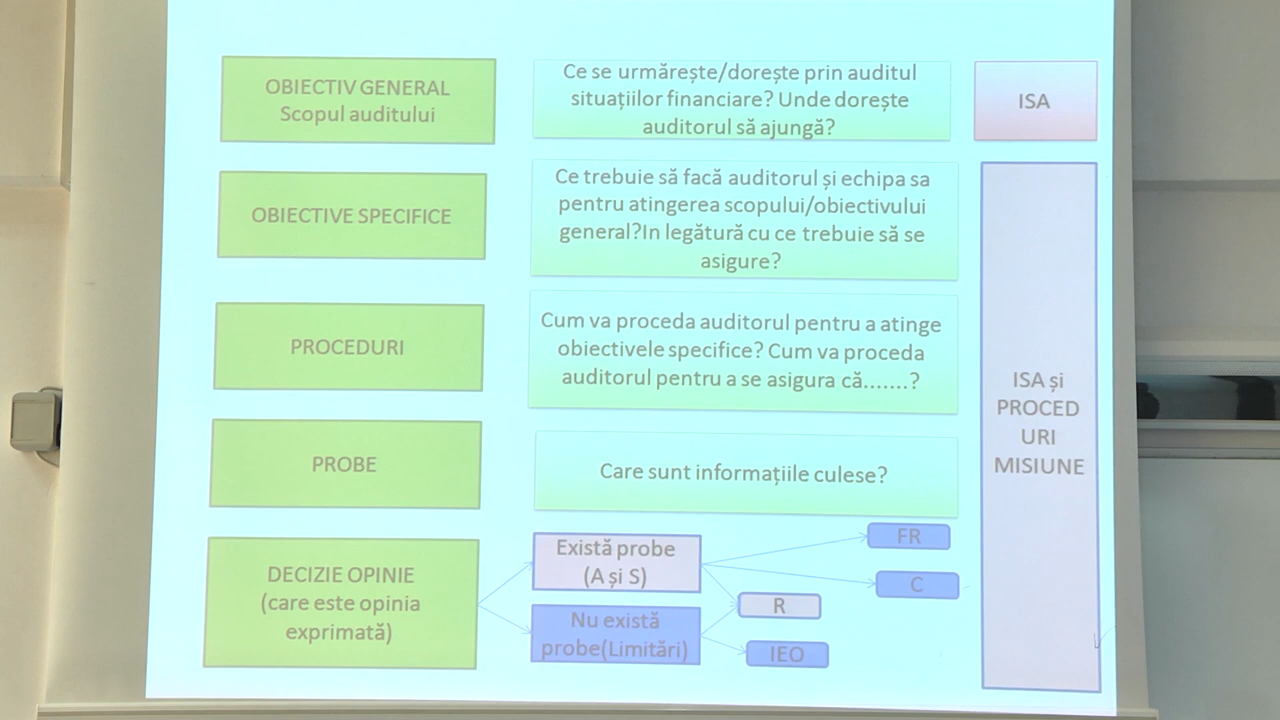 OBIECTIV GENERAL
Scopul auditului
Ce se urmărește/dorește prin auditul
situațiilor financiare? Unde dorește
auditorul să ajungă?
ISA
OBIECTIVE SPECIFICE
Ce trebuie să facă auditorul și echipa sa
pentru atingerea scopului/obiectivului
general?In legătură cu ce trebuie să se
asigure?
PROCEDURI
Cum va proceda auditorul pentru a atinge
obiectivele specifice? Cum va proceda
auditorul pentru a se asigura că.......?
ISA și
PROCED
URI
MISIUNE
PROBE
Care sunt informațiile culese?
DECIZIE OPINIE
(care este opinia
exprimată)
Există probe
(A și S)
Nu există
probe(Limitări)
FR
C
R
IEO